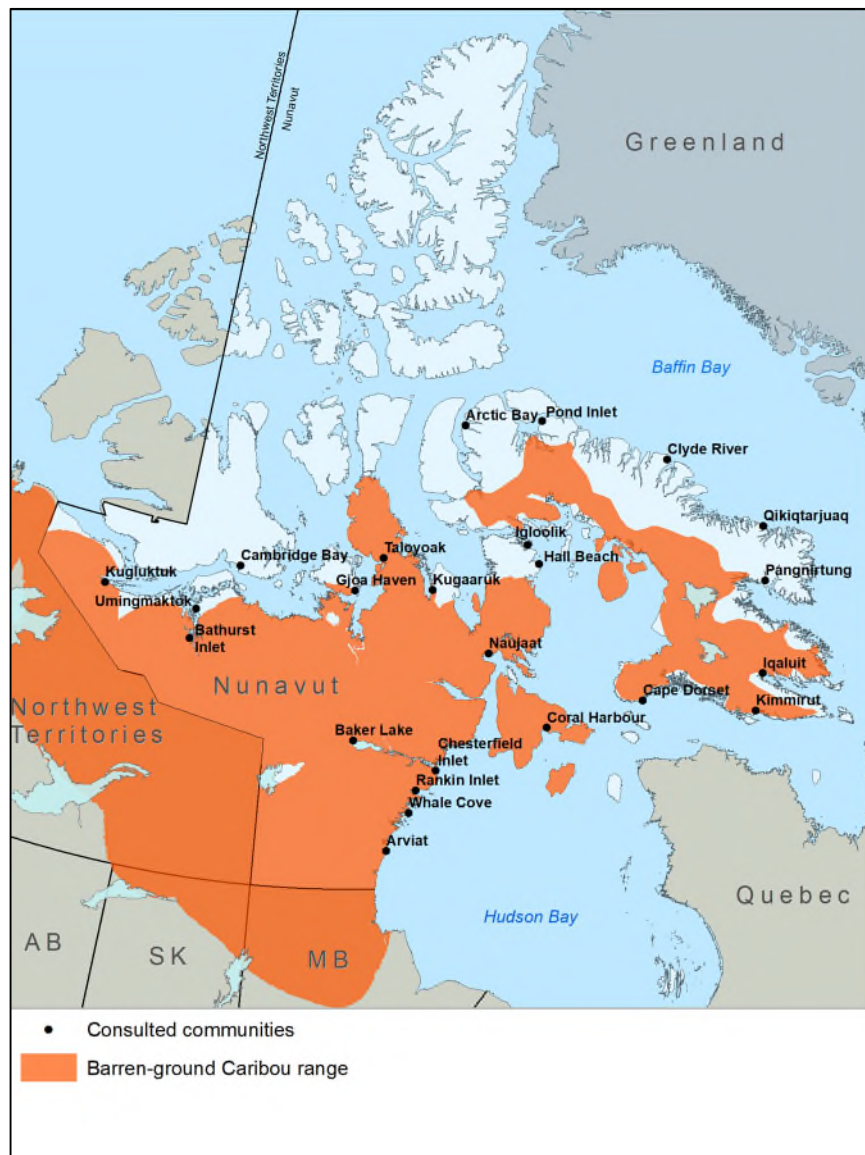 Northwest Territories
Nunavut
Greenland
Baffin Bay
Arctic Bay
Pond Inlet
Clyde River
Qikiqtarjuaq
Igloolik
Hall Beach
Pangnirtung
Cambridge Bay
Taloyoak
Kugluktuk
Gjoa Haven
Kugaaruk
Umingmaktok
Bathurst
Inlet
Naujaat
Iqaluit
Nunavut
Cape Dorset
Kimmirut
Northwest
Territories
Coral Harbour
Baker Lake
Chesterfield
Inlet
Rankin Inlet
Whale Cove
Arviat
Quebec
Hudson Bay
AB
SK
MB
Consulted communities
Barren-ground Caribou range